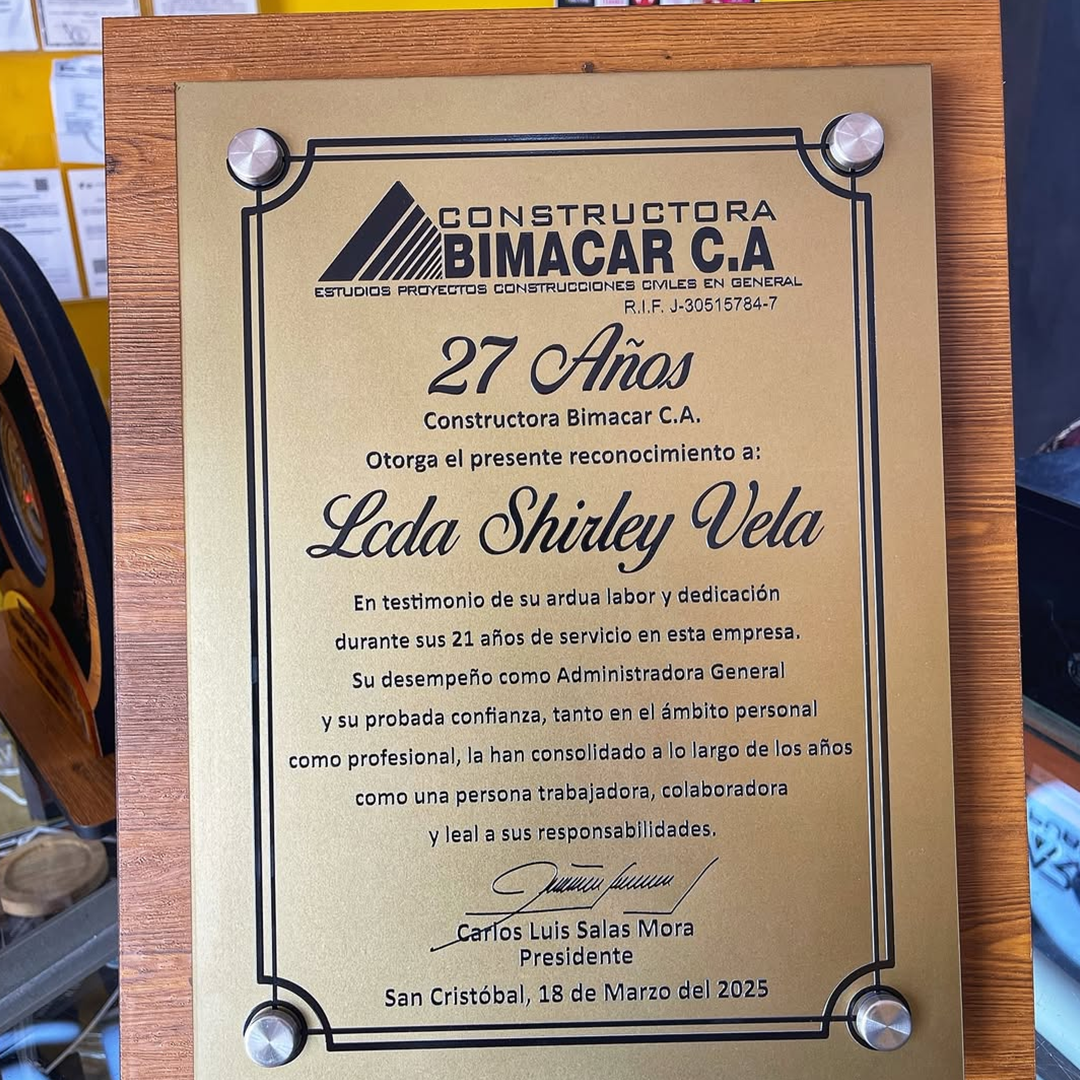 CONSTRUCTORA
BIMACAR C.A
ESTUDIOS PROYECTOS CONSTRUCCIONES CIVILES EN GENERAL
R.I.F. J-30515784-7
27 Años
Constructora Bimacar C.A.
Otorga el presente reconocimiento a:
Lcda Shirley Vela
En testimonio de su ardua labor y dedicación
durante sus 21 años de servicio en esta empresa.
Su desempeño como Administradora General
y su probada confianza, tanto en el ámbito personal
como profesional, la han consolidado a lo largo de los años
como una persona trabajadora, colaboradora
y leal a sus responsabilidades.
Carlos Luis Salas Mora
Presidente
San Cristóbal, 18 de Marzo del 2025